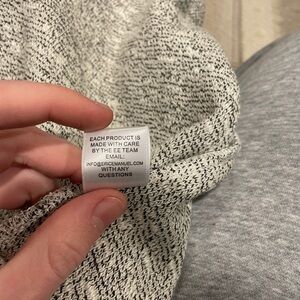 EACH PRODUCT IS
MADE WITH CARE
BY THE EE TEAM
EMAIL:
INFO@ERICEMANUEL.COM
WITH ANY
QUESTIONS